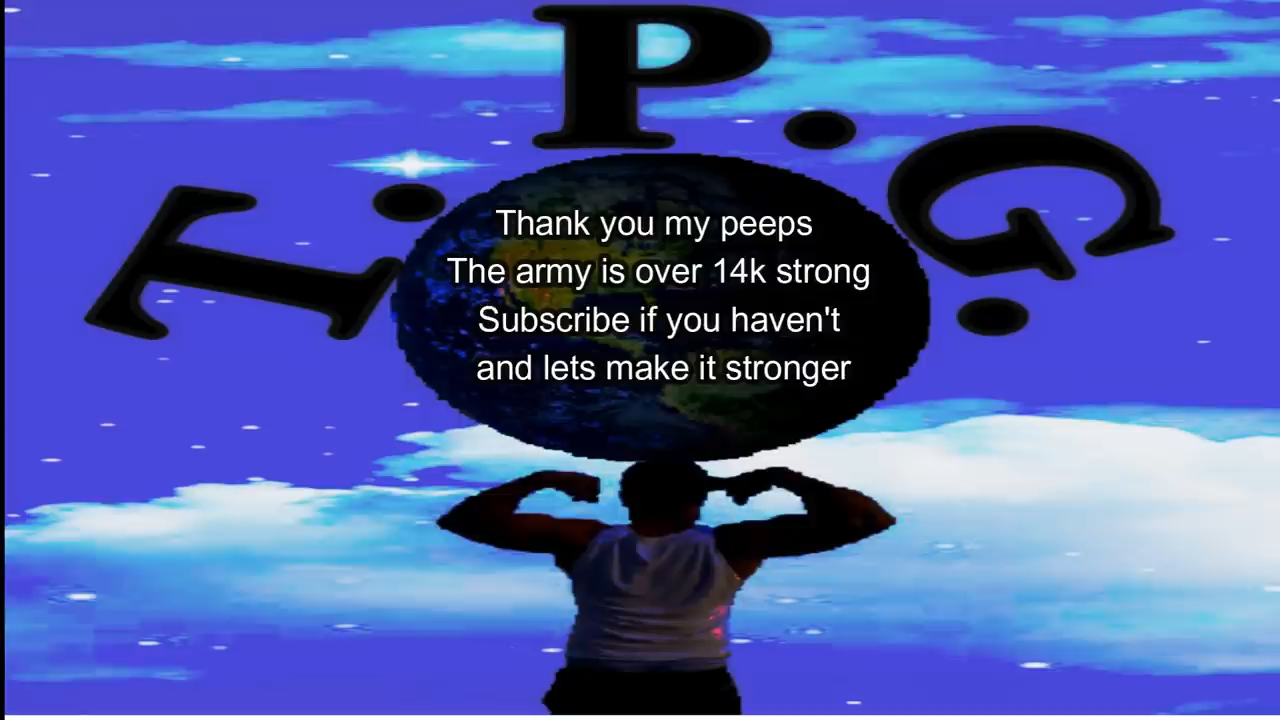 T.P.G.
Thank you my peeps
The army is over 14k strong
Subscribe if you haven't
and lets make it stronger